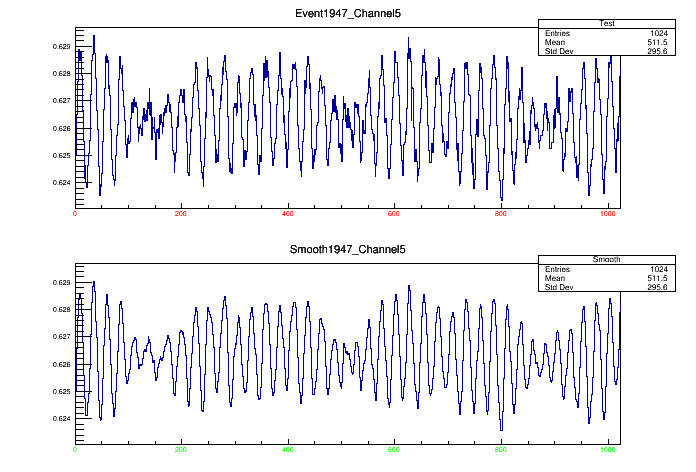 Event1947_Channel5
Test
Entries 1024
Mean 511.5
Std Dev 295.6
0.629
0.628
0.627
0.626
0.625
0.624
0 200 400 600 800 1000
Smooth1947_Channel5
Smooth
Entries 1024
Mean 511.5
Std Dev 295.6
0.629
0.628
0.627
0.626
0.625
0.624
0 200 400 600 800 1000